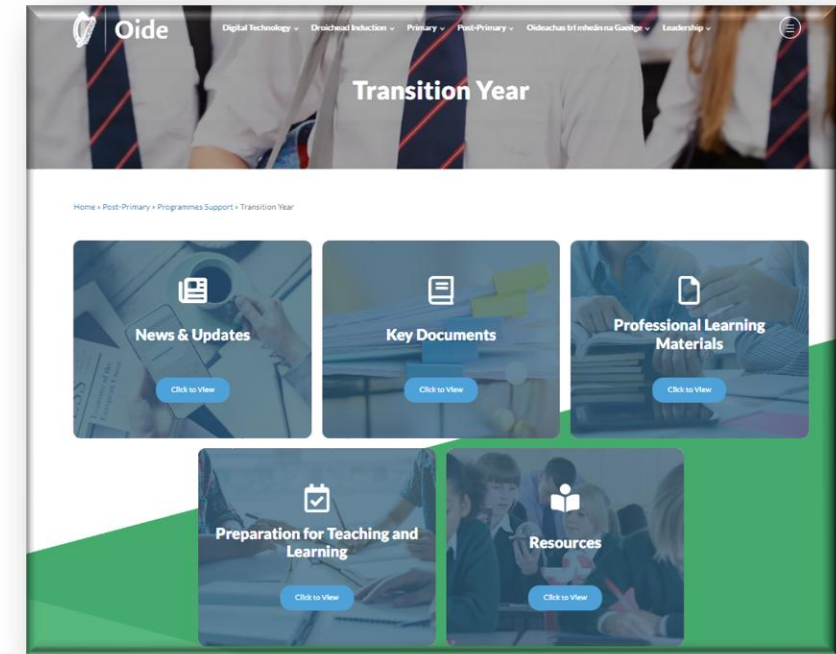 Oide
Digital Technology
Droichead Induction
Primary
Post-Primary
Oideachas trí mheán na Gaeilge
Leadership
Transition Year
Home » Post-Primary » Programmes Support » Transition Year
News & Updates
Click to View
Key Documents
Click to View
Professional Learning
Materials
Click to View
Preparation for Teaching and
Learning
Click to View
Resources
Click to View